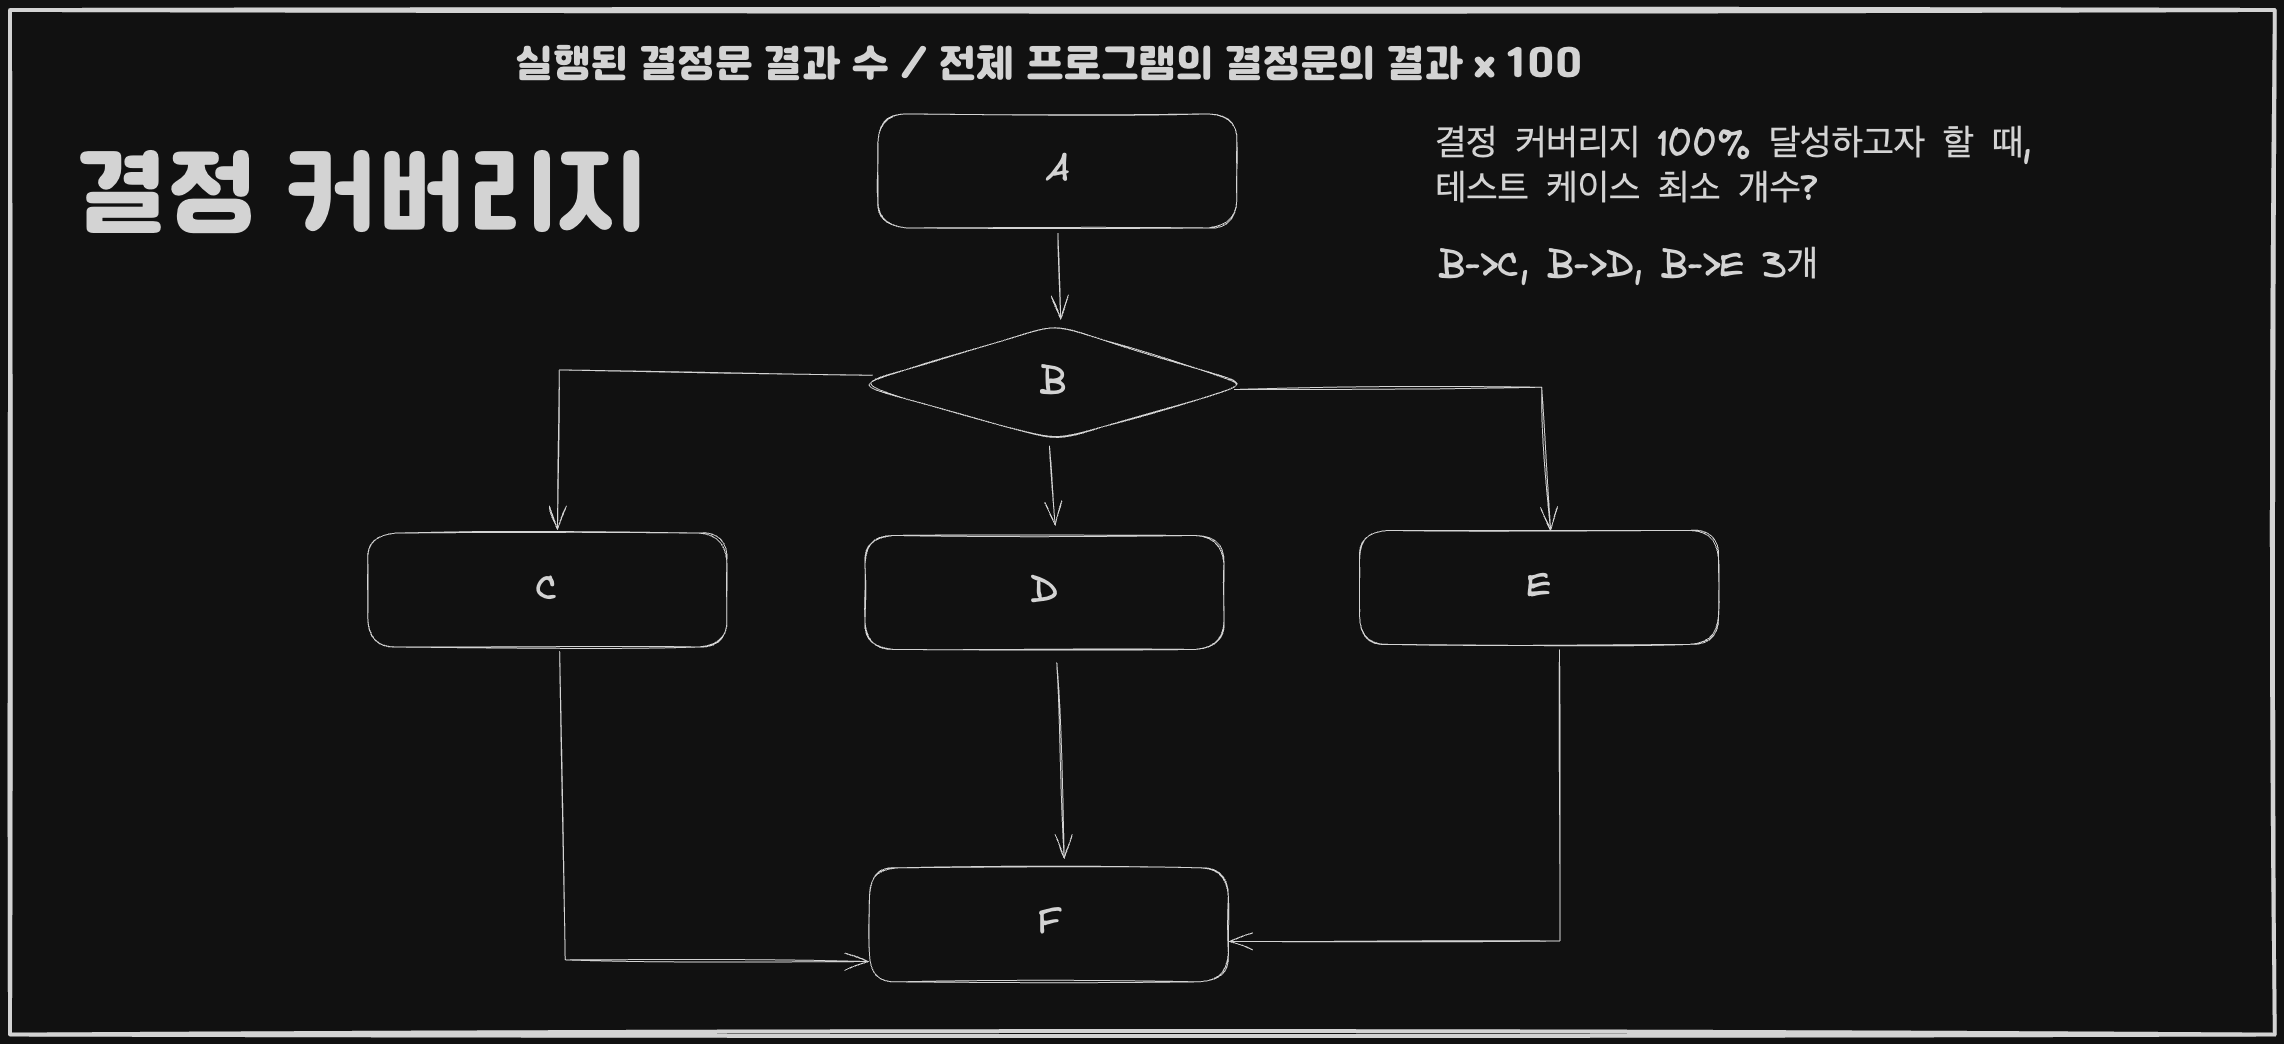 실행된 결정문 결과 수 / 전체 프로그램의 결정문의 결과 x 100
결정 커버리지
결정 커버리지 100% 달성하고자 할 때,
테스트 케이스 최소 개수?
B->C, B->D, B->E 3개
A
B
C
D
E
F